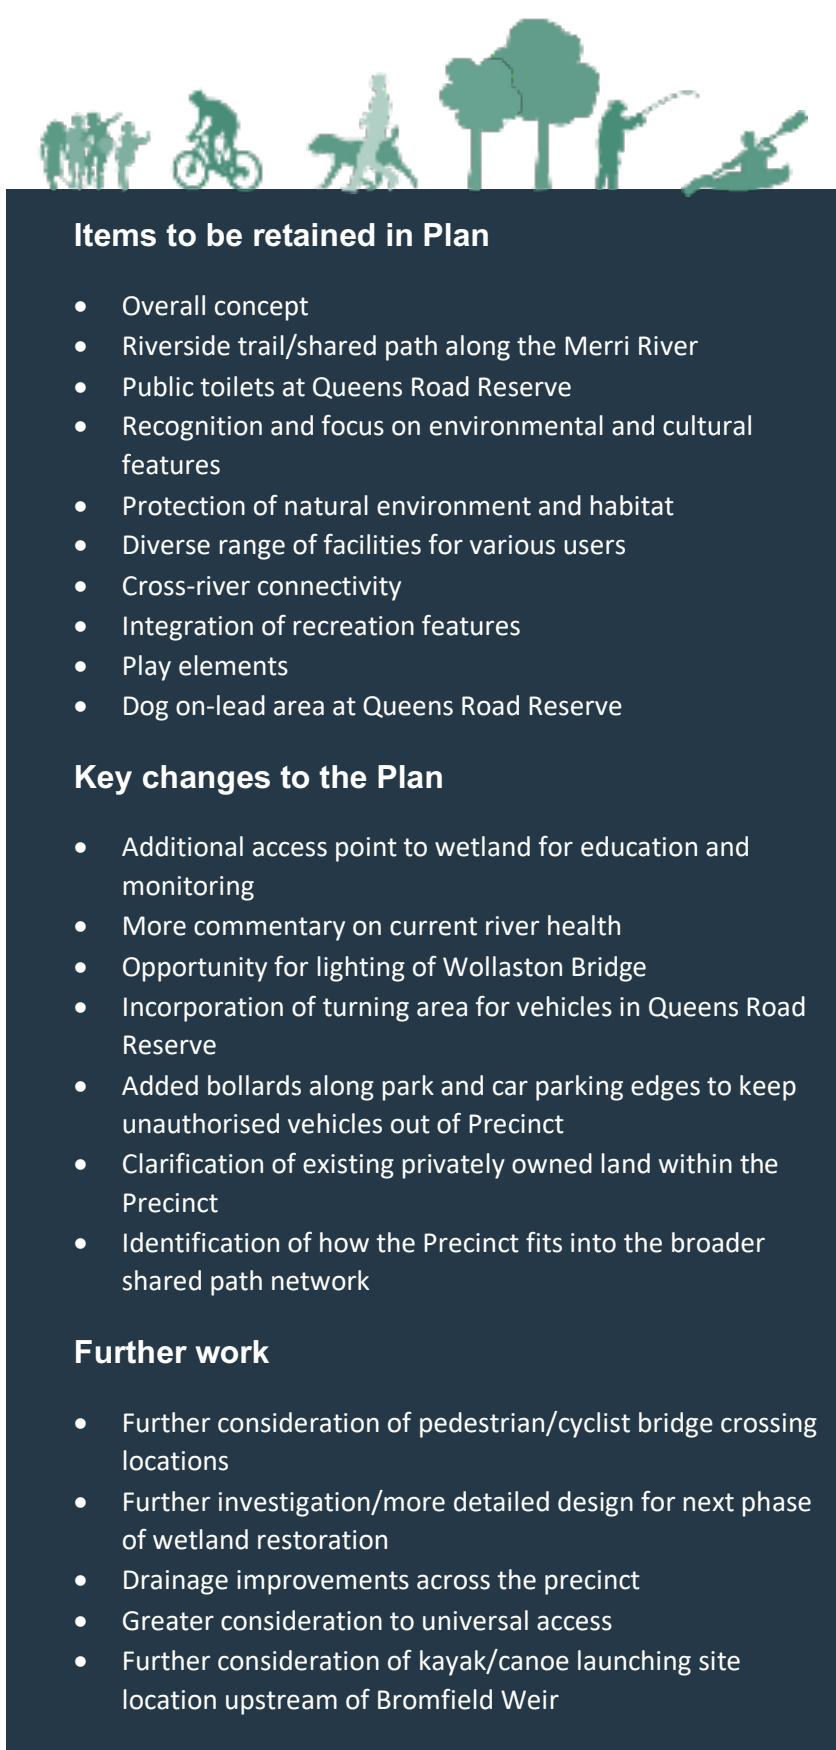 Items to be retained in Plan
• Overall concept
• Riverside trail/shared path along the Merri River
• Public toilets at Queens Road Reserve
• Recognition and focus on environmental and cultural
features
• Protection of natural environment and habitat
• Diverse range of facilities for various users
• Cross-river connectivity
• Integration of recreation features
• Play elements
• Dog on-lead area at Queens Road Reserve
Key changes to the Plan
• Additional access point to wetland for education and
monitoring
• More commentary on current river health
• Opportunity for lighting of Wollaston Bridge
• Incorporation of turning area for vehicles in Queens Road
Reserve
• Added bollards along park and car parking edges to keep
unauthorised vehicles out of Precinct
• Clarification of existing privately owned land within the
Precinct
• Identification of how the Precinct fits into the broader
shared path network
Further work
• Further consideration of pedestrian/cyclist bridge crossing
locations
• Further investigation/more detailed design for next phase
of wetland restoration
• Drainage improvements across the precinct
• Greater consideration to universal access
• Further consideration of kayak/canoe launching site
location upstream of Bromfield Weir